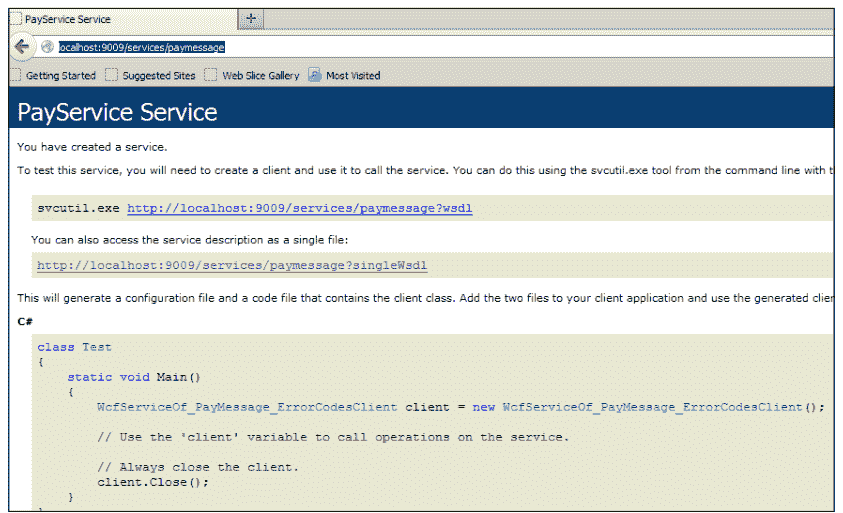 PayService Service
localhost:9009/services/paymessage
Getting Started Suggested Sites Web Slice Gallery Most Visited
PayService Service
You have created a service.
To test this service, you will need to create a client and use it to call the service. You can do this using the svcutil.exe tool from the command line with t
svcutil.exe http://localhost:9009/services/paymessage?wsdl
You can also access the service description as a single file:
http://localhost:9009/services/paymessage?singleWsdl
This will generate a configuration file and a code file that contains the client class. Add the two files to your client application and use the generated clier
C#
class Test
{
static void Main()
{
WcfServiceOf_PayMessage_ErrorCodesClient client = new WcfServiceOf_PayMessage_ErrorCodesClient();
// Use the 'client' variable to call operations on the service.
// Always close the client.
client.Close();
}
}